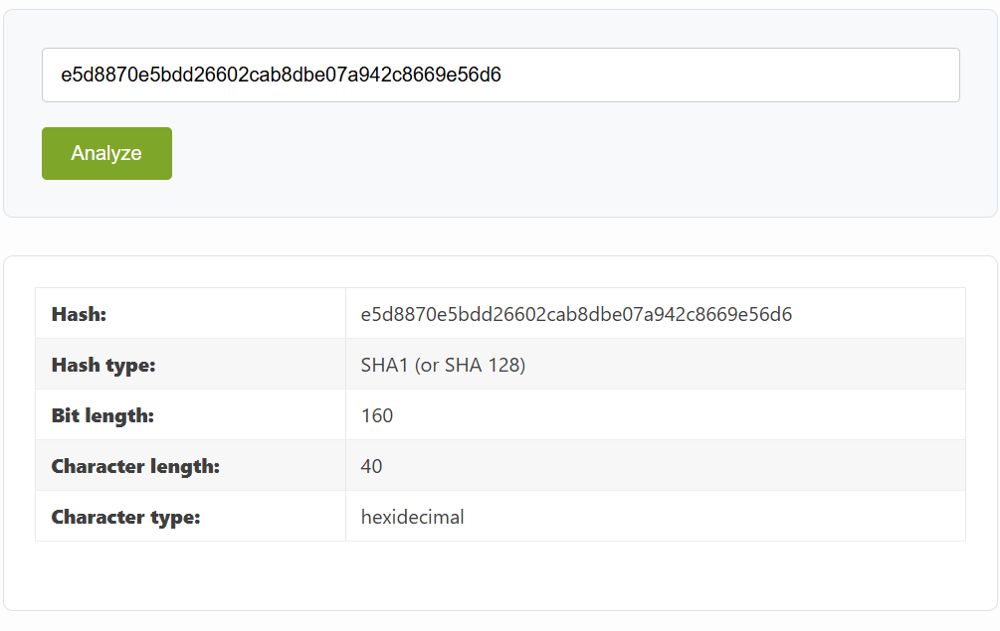 e5d8870e5bdd26602cab8dbe07a942c8669e56d6
Analyze
Hash: e5d8870e5bdd26602cab8dbe07a942c8669e56d6
Hash type: SHA1 (or SHA 128)
Bit length: 160
Character length: 40
Character type: hexidecimal